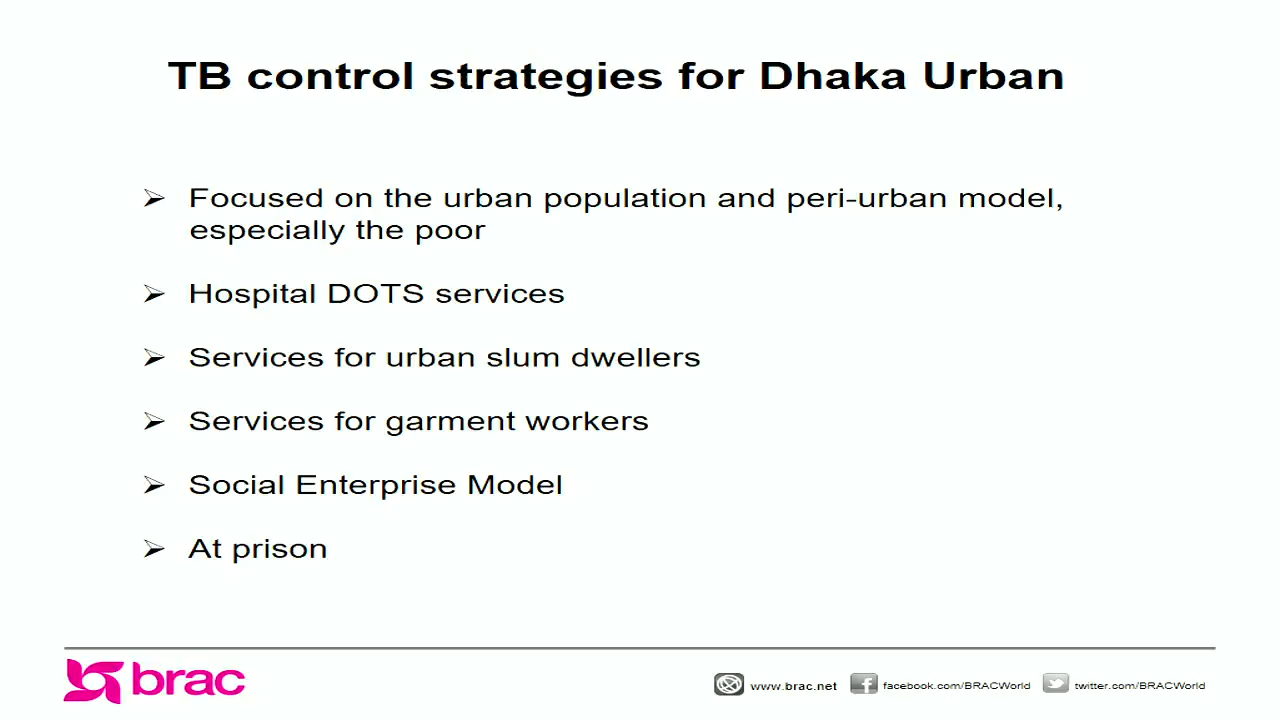 TB control strategies for Dhaka Urban
➢ Focused on the urban population and peri-urban model,
especially the poor
➢ Hospital DOTS services
➢ Services for urban slum dwellers
➢ Services for garment workers
➢ Social Enterprise Model
➢ At prison
brac
www.brac.net facebook.com/BRACWorld twitter.com/BRACWorld